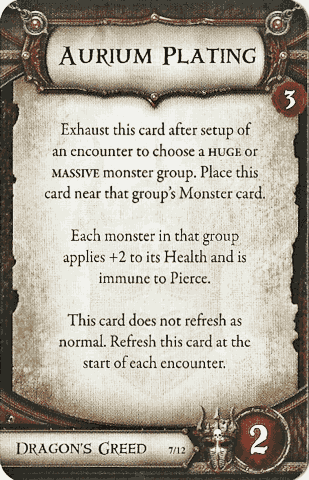 AURIUM PLATING
3
Exhaust this card after setup of
an encounter to choose a HUGE or
MASSIVE monster group. Place this
card near that group's Monster card.
Each monster in that group
applies +2 to its Health and is
immune to Pierce.
This card does not refresh as
normal. Refresh this card at the
start of each encounter.
DRAGON'S GREED 7/12 2